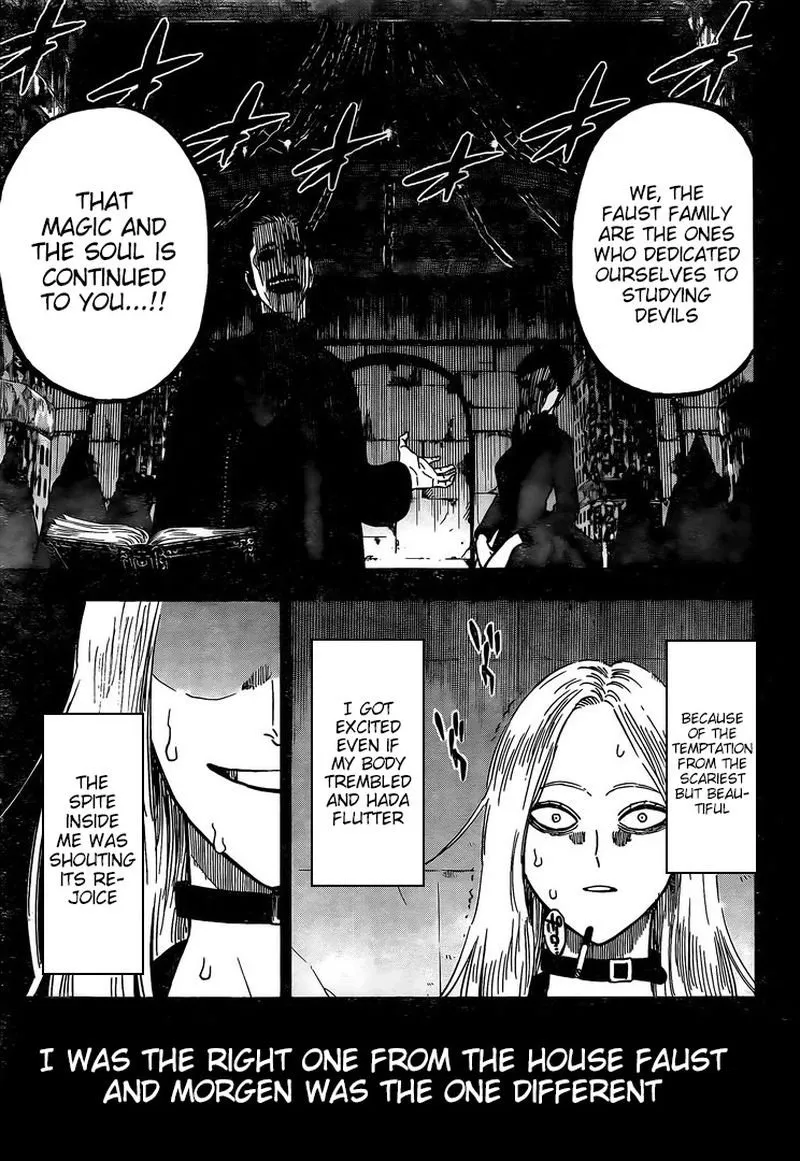 WE, THE
FAUST FAMILY
ARE THE ONES
WHO DEDICATED
OURSELVES TO
STUDYING
DEVILS
THAT
MAGIC AND
THE SOUL IS
CONTINUED
TO YOU...!!
BECAUSE
OF THE
TEMPTATION
FROM THE
SCARIEST
BUT BEAU-
TIFUL
I GOT
EXCITED
EVEN IF
MY BODY
TREMBLED
AND HADA
FLUTTER
THE
SPITE
INSIDE
ME WAS
SHOUTING
ITS RE-
JOICE
I WAS THE RIGHT ONE FROM THE HOUSE FAUST
AND MORGEN WAS THE ONE DIFFERENT